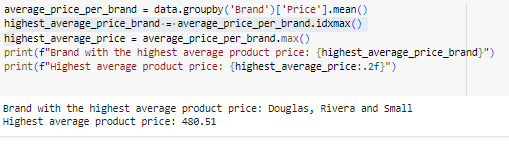 average_price_per_brand = data.groupby('Brand')['Price'].mean()
highest_average_price_brand = average_price_per_brand.idxmax()
highest_average_price = average_price_per_brand.max()
print(f"Brand with the highest average product price: {highest_average_price_brand}")
print(f"Highest average product price: {highest_average_price:.2f}")
Brand with the highest average product price: Douglas, Rivera and Small
Highest average product price: 480.51